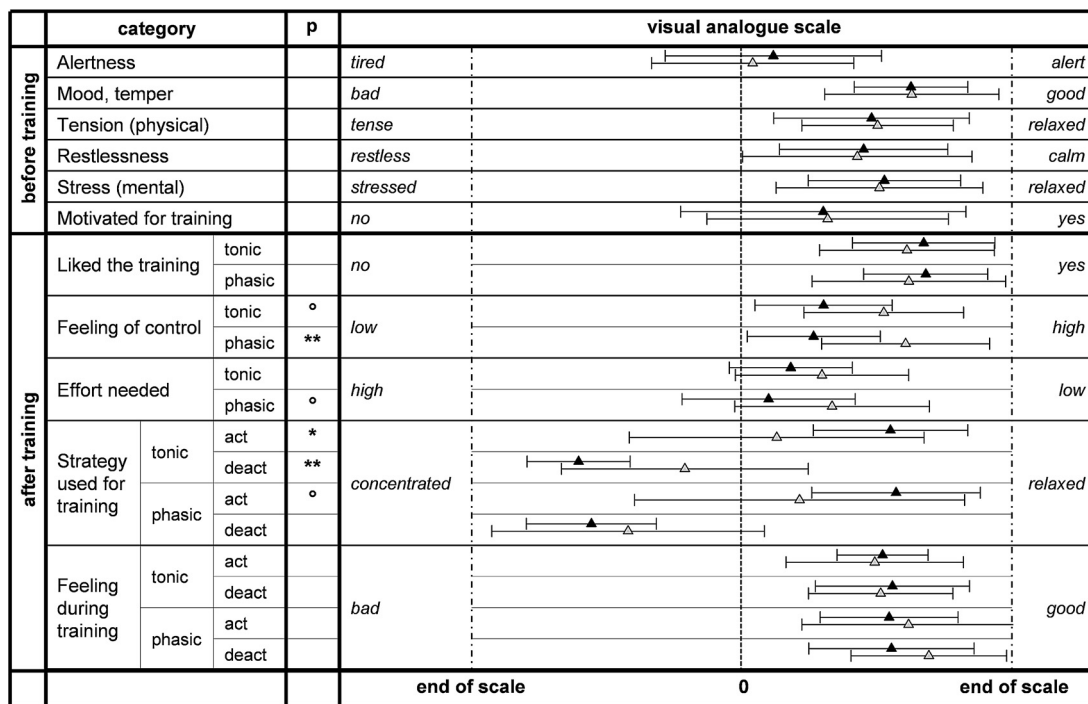 category p visual analogue scale
before training
Alertness tired alert
Mood, temper bad good
Tension (physical) tense relaxed
Restlessness restless calm
Stress (mental) stressed relaxed
Motivated for training no yes
after training
Liked the training tonic no yes
phasic
Feeling of control tonic ° low high
phasic **
Effort needed tonic high low
phasic °
Strategy used for training tonic act * concentrated relaxed
deact **
phasic act °
deact
Feeling during training tonic act bad good
deact
phasic act
deact
end of scale 0 end of scale